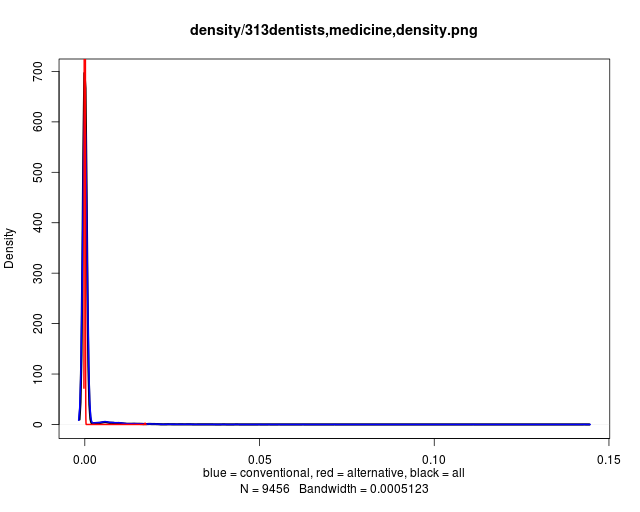 density/313dentists,medicine,density.png
700
600
500
400
300
200
100
0
Density
0.00 0.05 0.10 0.15
blue = conventional, red = alternative, black = all
N = 9456 Bandwidth = 0.0005123